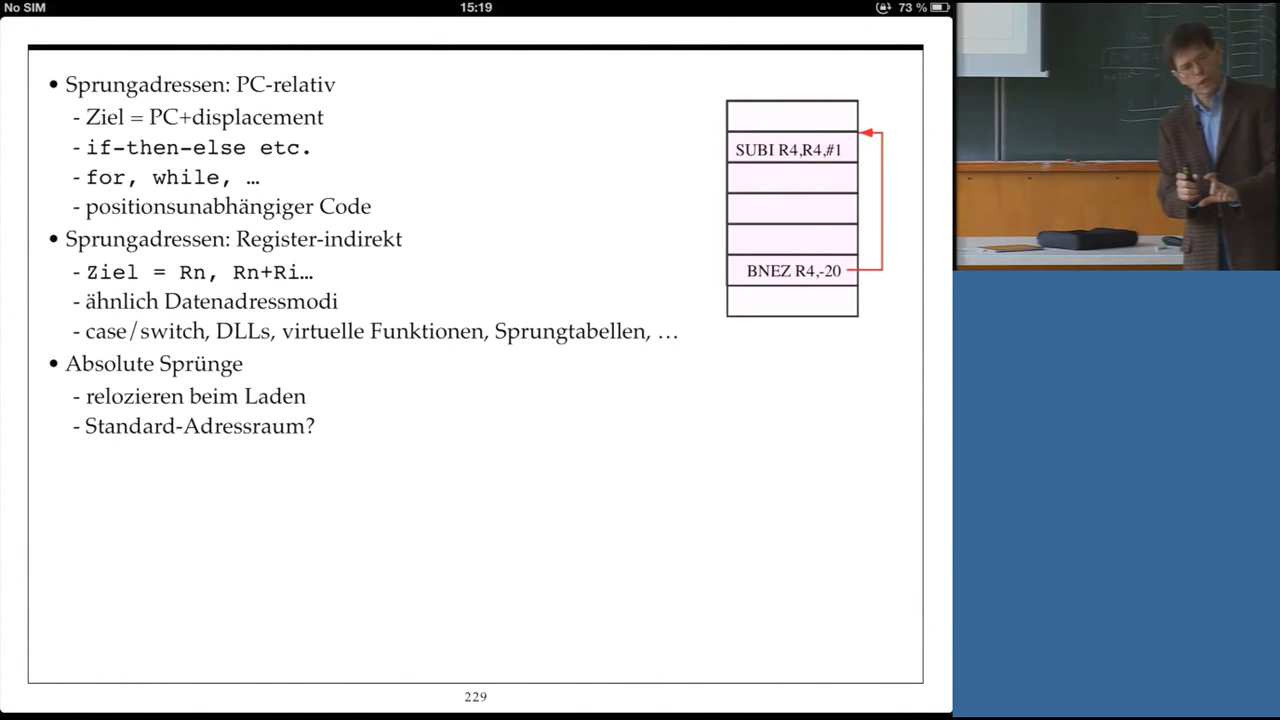 No SIM 15:19 73 %
• Sprungadressen: PC-relativ
- Ziel = PC+displacement
- if-then-else etc.
- for, while, …
- positionsunabhängiger Code
• Sprungadressen: Register-indirekt
- Ziel = Rn, Rn+Ri…
- ähnlich Datenadressmodi
- case/switch, DLLs, virtuelle Funktionen, Sprungtabellen, …
• Absolute Sprünge
- relozieren beim Laden
- Standard-Adressraum?
SUBI R4,R4,#1
BNEZ R4,-20
229